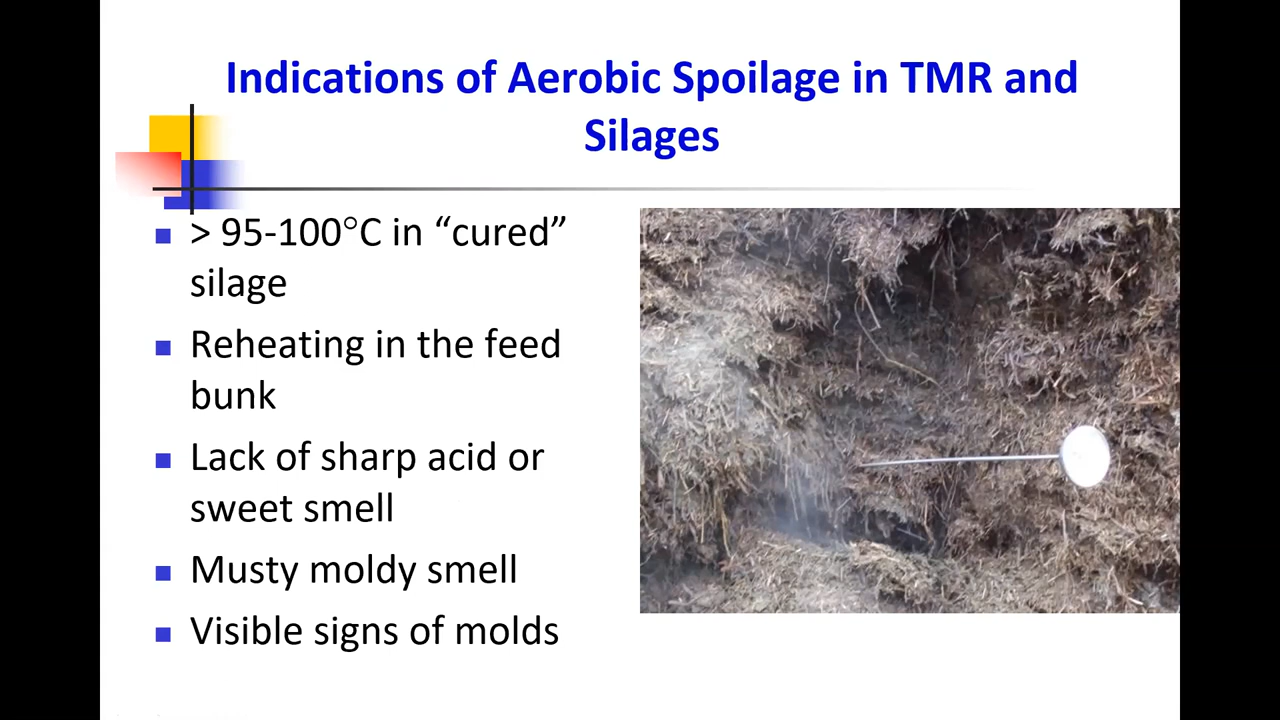 Indications of Aerobic Spoilage in TMR and
Silages
> 95-100°C in “cured”
silage
Reheating in the feed
bunk
Lack of sharp acid or
sweet smell
Musty moldy smell
Visible signs of molds